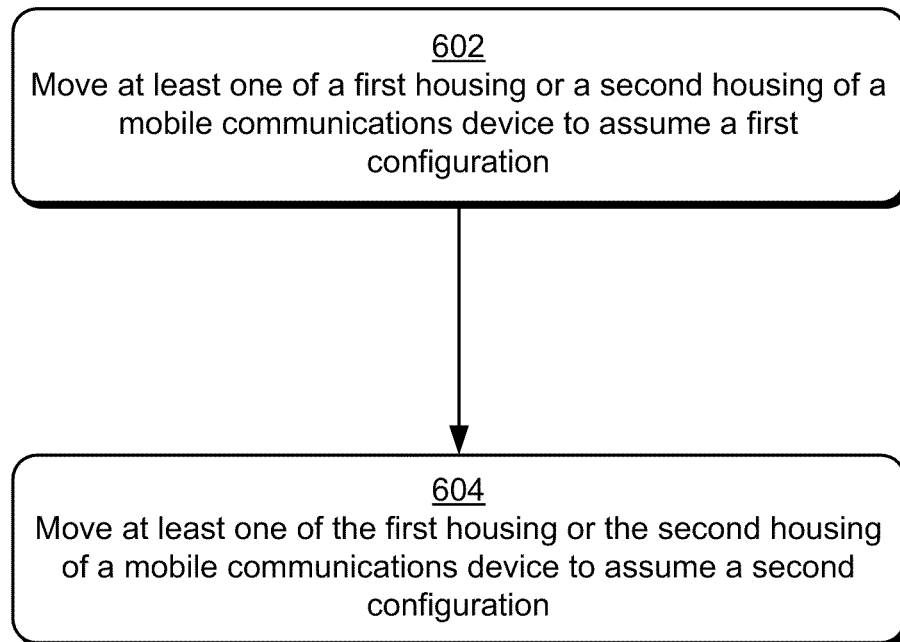 602
Move at least one of a first housing or a second housing of a
mobile communications device to assume a first
configuration
604
Move at least one of the first housing or the second housing
of a mobile communications device to assume a second
configuration